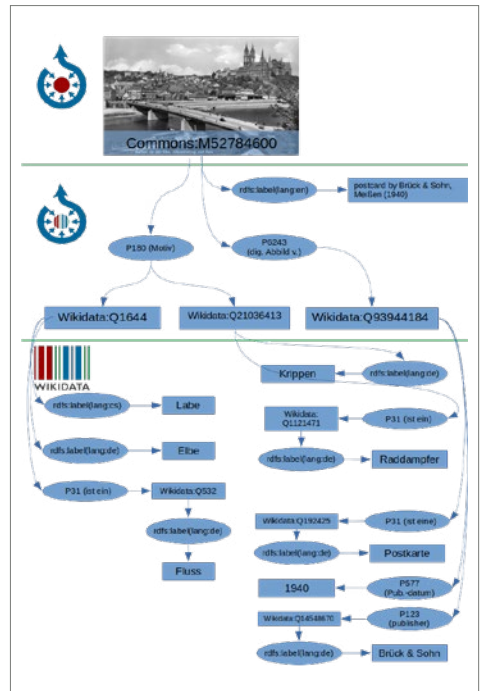 Commons:M52784600
rdfs:label(lang:en)
postcard by Brück & Sohn,
Meißen (1940)
P180 (Motiv)
P6243
(dig. Abbild v.)
Wikidata:Q1644
Wikidata:Q21036413
Wikidata:Q93944184
WIKIDATA
Krippen
rdfs:label(lang:de)
rdfs:label(lang:cs)
Labe
Wikidata:
Q1121471
P31 (ist ein)
rdfs:label(lang:de)
Elbe
rdfs:label(lang:de)
Raddampfer
P31 (ist ein)
Wikidata:Q532
rdfs:label(lang:de)
Fluss
Wikidata:Q192425
P31 (ist eine)
rdfs:label(lang:de)
Postkarte
1940
P577
(Pub.-datum)
Wikidata:Q14548670
P123
(publisher)
rdfs:label(lang:de)
Brück & Sohn